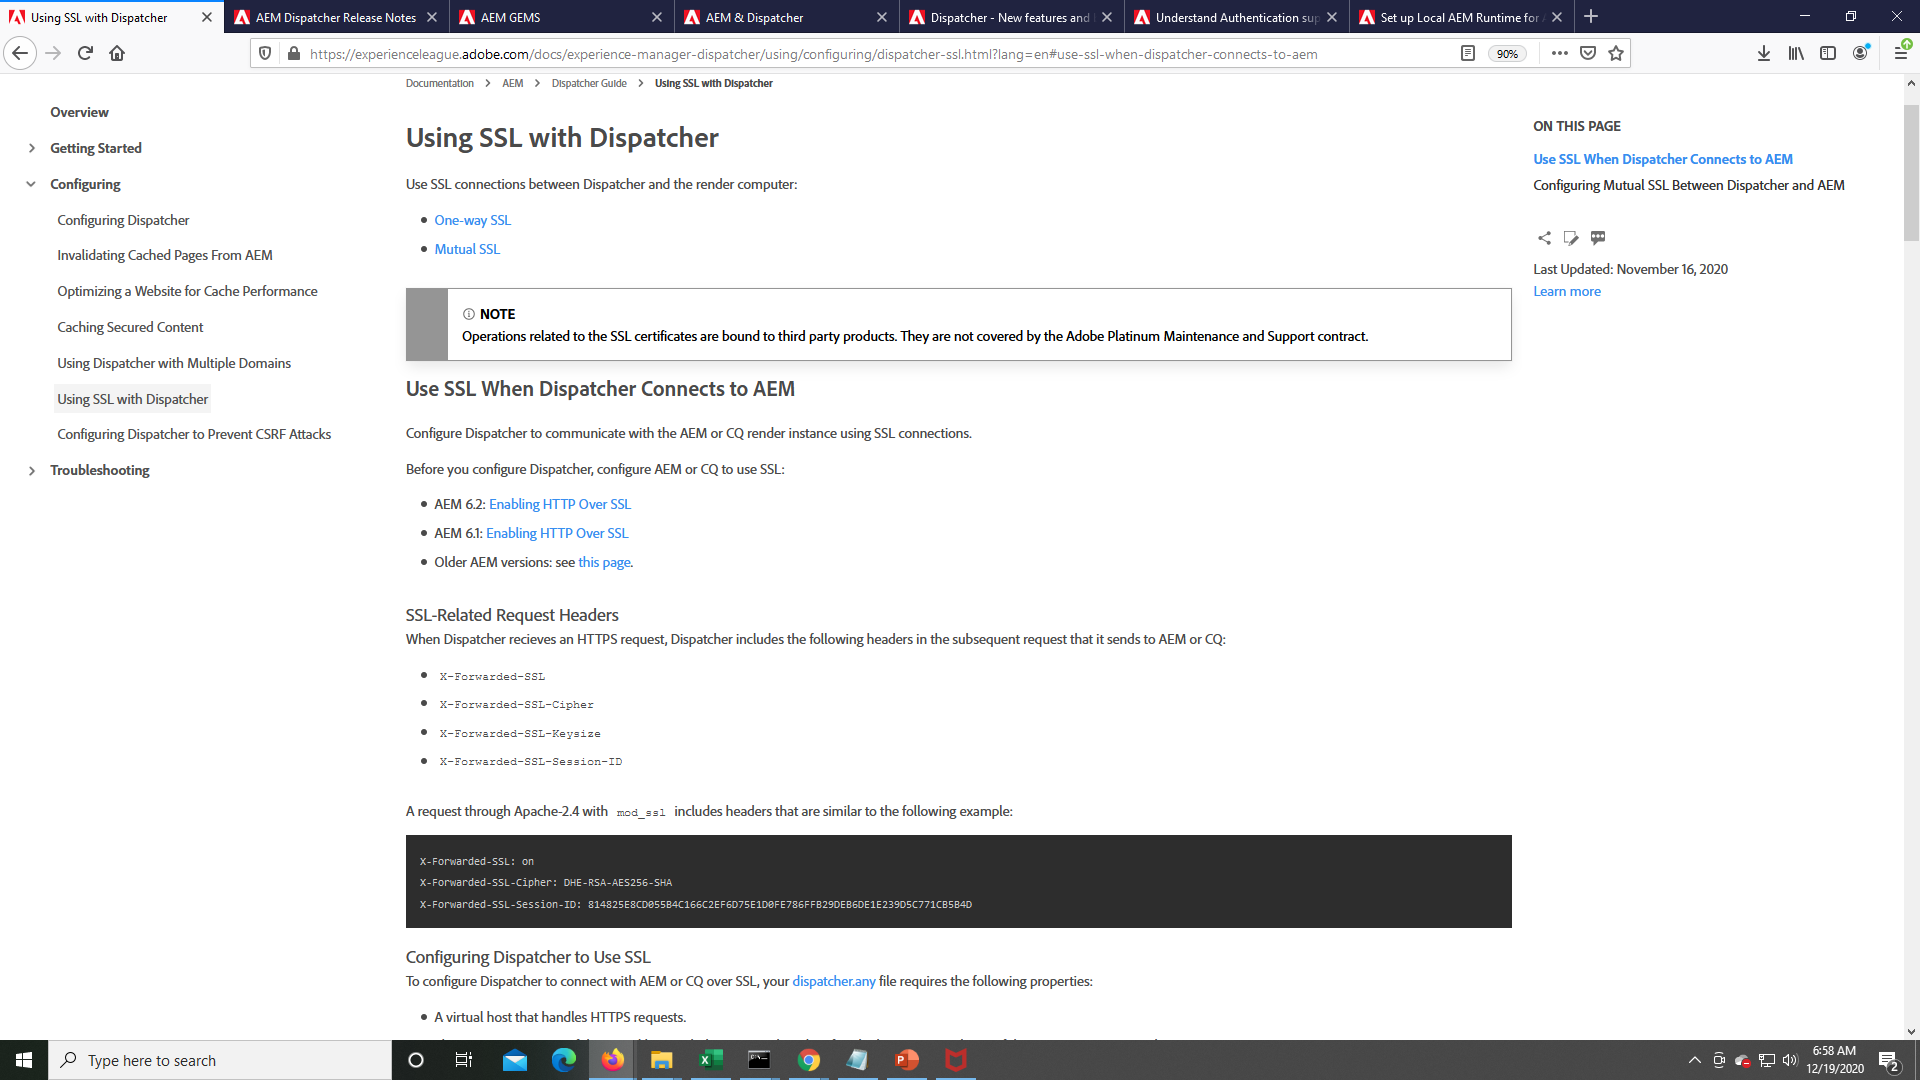 Using SSL with Dispatcher
AEM Dispatcher Release Notes
AEM GEMS
AEM & Dispatcher
Dispatcher - New features and
Understand Authentication sup
Set up Local AEM Runtime for
https://experienceleague.adobe.com/docs/experience-manager-dispatcher/using/configuring/dispatcher-ssl.html?lang=en#use-ssl-when-dispatcher-connects-to-aem
90%
Documentation > AEM > Dispatcher Guide > Using SSL with Dispatcher
Overview
Getting Started
Configuring
Configuring Dispatcher
Invalidating Cached Pages From AEM
Optimizing a Website for Cache Performance
Caching Secured Content
Using Dispatcher with Multiple Domains
Using SSL with Dispatcher
Configuring Dispatcher to Prevent CSRF Attacks
Troubleshooting
Using SSL with Dispatcher
Use SSL connections between Dispatcher and the render computer:
One-way SSL
Mutual SSL
NOTE
Operations related to the SSL certificates are bound to third party products. They are not covered by the Adobe Platinum Maintenance and Support contract.
Use SSL When Dispatcher Connects to AEM
Configure Dispatcher to communicate with the AEM or CQ render instance using SSL connections.
Before you configure Dispatcher, configure AEM or CQ to use SSL:
AEM 6.2: Enabling HTTP Over SSL
AEM 6.1: Enabling HTTP Over SSL
Older AEM versions: see this page.
SSL-Related Request Headers
When Dispatcher recieves an HTTPS request, Dispatcher includes the following headers in the subsequent request that it sends to AEM or CQ:
X-Forwarded-SSL
X-Forwarded-SSL-Cipher
X-Forwarded-SSL-Keysize
X-Forwarded-SSL-Session-ID
A request through Apache-2.4 with mod_ssl includes headers that are similar to the following example:
X-Forwarded-SSL: on
X-Forwarded-SSL-Cipher: DHE-RSA-AES256-SHA
X-Forwarded-SSL-Session-ID: 814825E8CD055B4C166C2EF6D75E1D0FE786FFB29DEB6DE1E239D5C771CB5B4D
Configuring Dispatcher to Use SSL
To configure Dispatcher to connect with AEM or CQ over SSL, your dispatcher.any file requires the following properties:
A virtual host that handles HTTPS requests.
ON THIS PAGE
Use SSL When Dispatcher Connects to AEM
Configuring Mutual SSL Between Dispatcher and AEM
Last Updated: November 16, 2020
Learn more
Type here to search
6:58 AM
12/19/2020
2